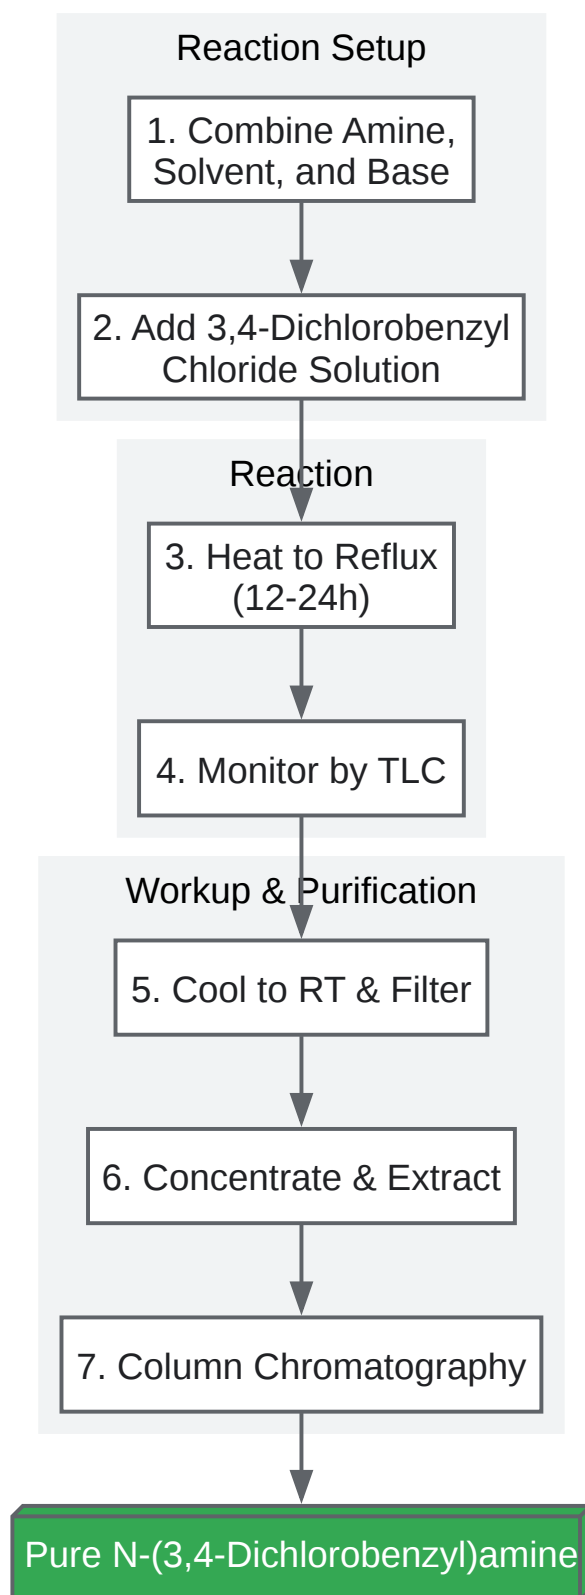 Reaction Setup
1. Combine Amine,
Solvent, and Base
2. Add 3,4-Dichlorobenzyl
Chloride Solution
Reaction
3. Heat to Reflux
(12-24h)
4. Monitor by TLC
Workup & Purification
5. Cool to RT & Filter
6. Concentrate & Extract
7. Column Chromatography
Pure N-(3,4-Dichlorobenzyl)amine